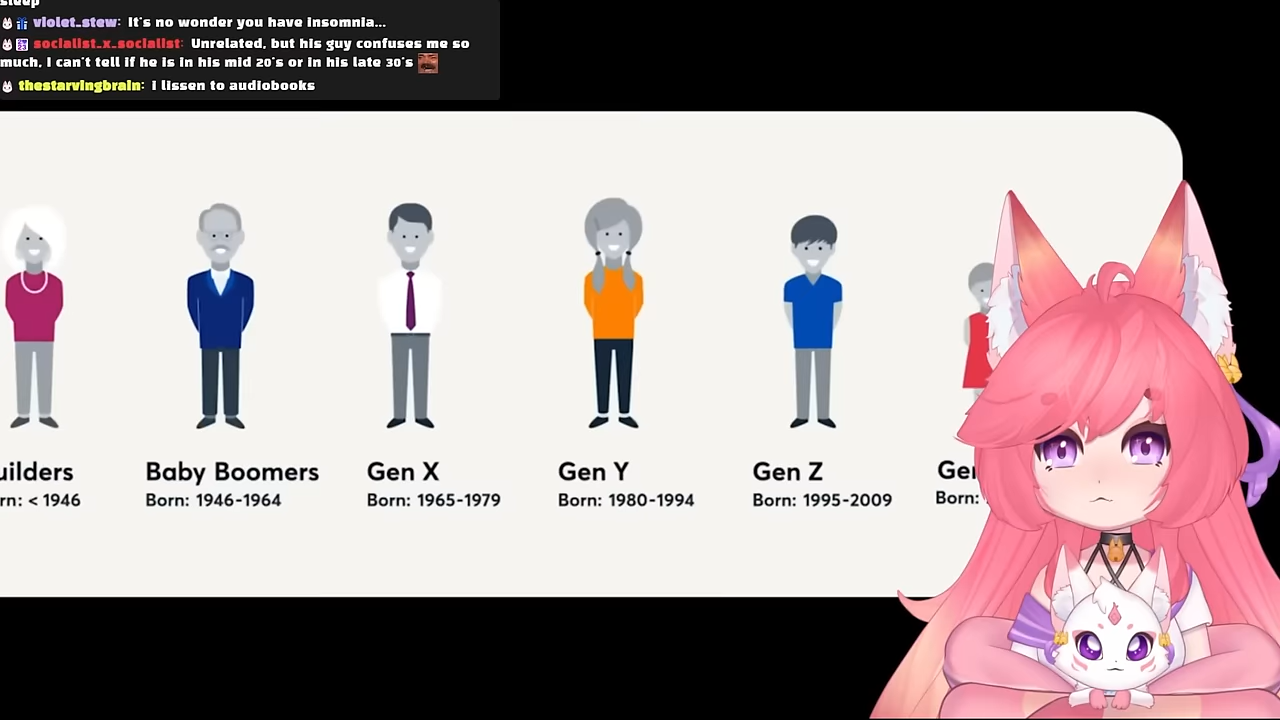 sleep
violet_stew: It's no wonder you have insomnia...
socialist_x_socialist: Unrelated, but his guy confuses me so
much, I can't tell if he is in his mid 20's or in his late 30's
thestarvingbrain: I lissen to audiobooks
uilders
rn: < 1946
Baby Boomers
Born: 1946-1964
Gen X
Born: 1965-1979
Gen Y
Born: 1980-1994
Gen Z
Born: 1995-2009
Gen
Born: